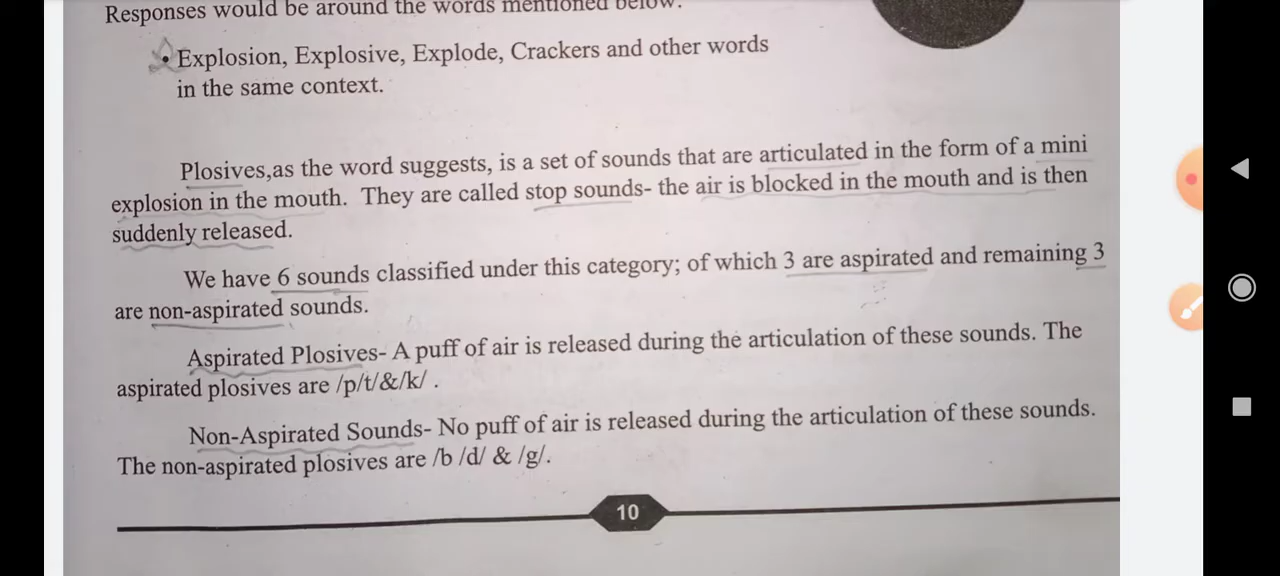 Responses would be around the words mentioned below.
• Explosion, Explosive, Explode, Crackers and other words
in the same context.
Plosives,as the word suggests, is a set of sounds that are articulated in the form of a mini
explosion in the mouth. They are called stop sounds- the air is blocked in the mouth and is then
suddenly released.
We have 6 sounds classified under this category; of which 3 are aspirated and remaining 3
are non-aspirated sounds.
Aspirated Plosives- A puff of air is released during the articulation of these sounds. The
aspirated plosives are /p/t/&/k/ .
Non-Aspirated Sounds- No puff of air is released during the articulation of these sounds.
The non-aspirated plosives are /b /d/ & /g/.
10